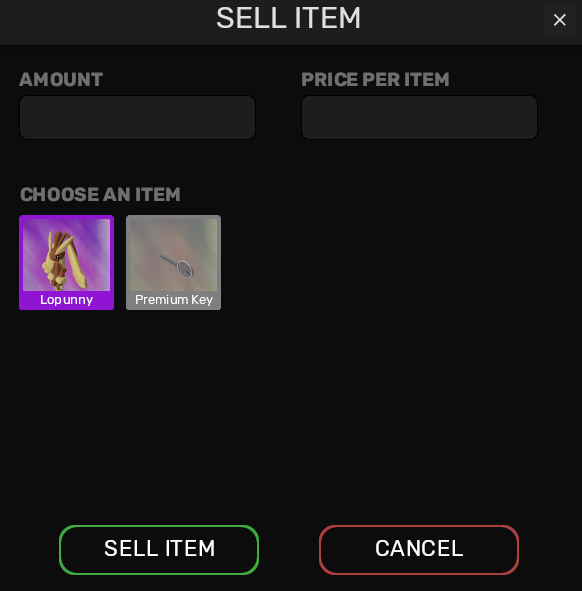 SELL ITEM
AMOUNT
PRICE PER ITEM
CHOOSE AN ITEM
Lopunny
Premium Key
SELL ITEM
CANCEL